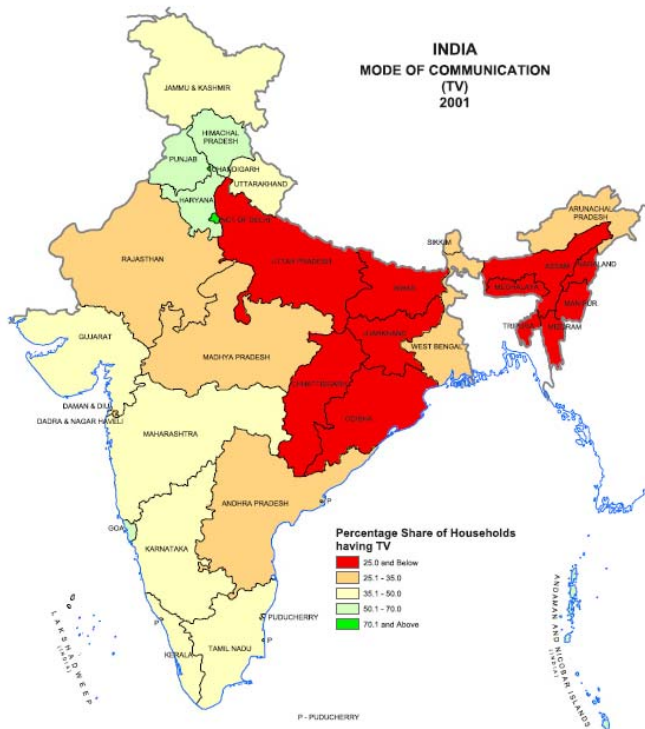 INDIA
MODE OF COMMUNICATION
(TV)
2001
JAMMU & KASHMIR
HIMACHAL
PRADESH
PUNJAB
CHANDIGARH
UTTARAKHAND
HARYANA
N.C.T. OF DELHI
ARUNACHAL
PRADESH
SIKKIM
RAJASTHAN
UTTAR PRADESH
BIHAR
ASSAM
NAGALAND
MEGHALAYA
MANIPUR
TRIPURA
MIZORAM
JHARKHAND
WEST BENGAL
GUJARAT
MADHYA PRADESH
CHHATTISGARH
DAMAN & DIU
DADRA & NAGAR HAVELI
ODISHA
MAHARASHTRA
ANDHRA PRADESH
P
GOA
KARNATAKA
Percentage Share of Households
having TV
25.0 and Below
25.1 - 35.0
35.1 - 50.0
50.1 - 70.0
70.1 and Above
PUDUCHERRY
P
P
KERALA
TAMIL NADU
LAKSHADWEEP
(INDIA)
ANDAMAN AND NICOBAR ISLANDS
(INDIA)
P - PUDUCHERRY